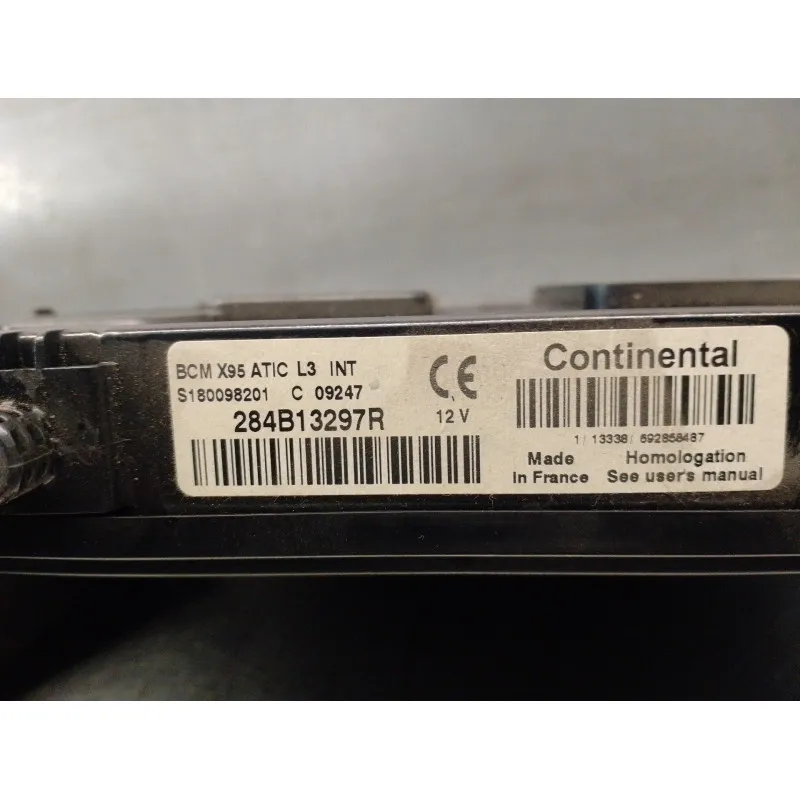 BCM X95 ATIC L3 INT
S180098201 C 09247
284B13297R
CE
12 V
Continental
1/ 13338/ 692858487
Made
In France
Homologation
See user's manual